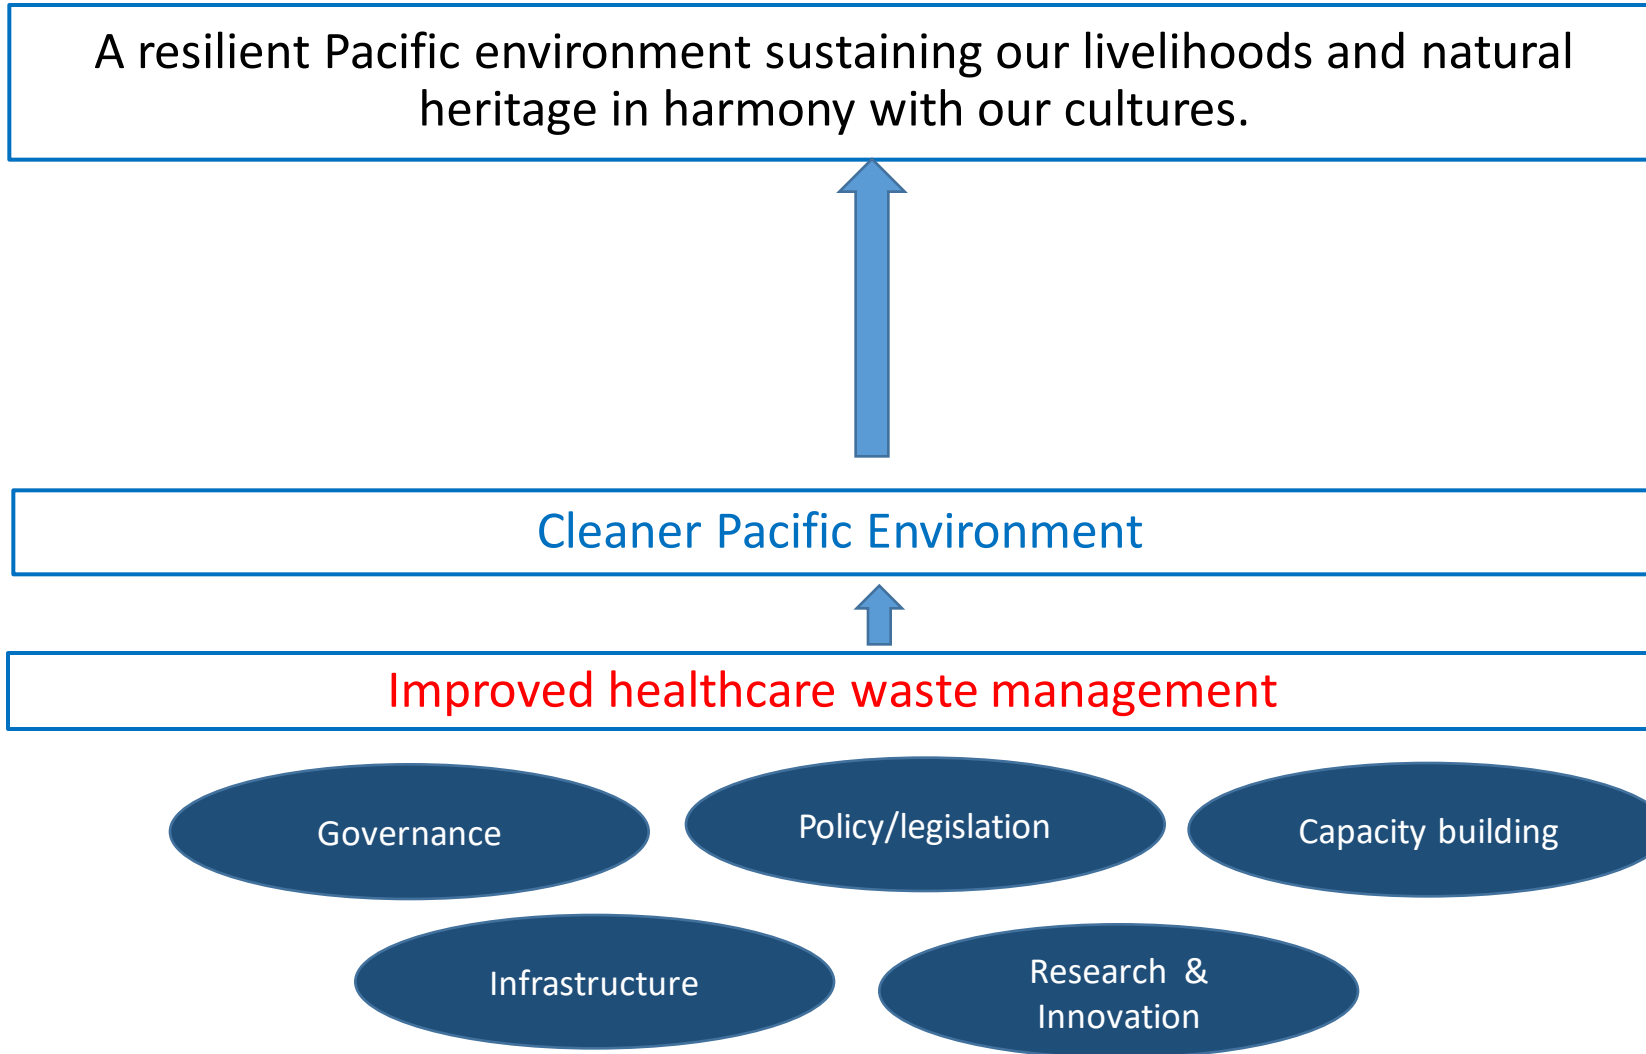 A resilient Pacific environment sustaining our livelihoods and natural
heritage in harmony with our cultures.
Cleaner Pacific Environment
Improved healthcare waste management
Governance
Policy/legislation
Capacity building
Infrastructure
Research &
Innovation